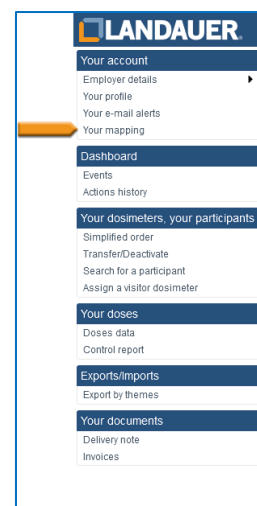 LANDAUER.
Your account
Employer details
Your profile
Your e-mail alerts
Your mapping
Dashboard
Events
Actions history
Your dosimeters, your participants
Simplified order
Transfer/Deactivate
Search for a participant
Assign a visitor dosimeter
Your doses
Doses data
Control report
Exports/Imports
Export by themes
Your documents
Delivery note
Invoices